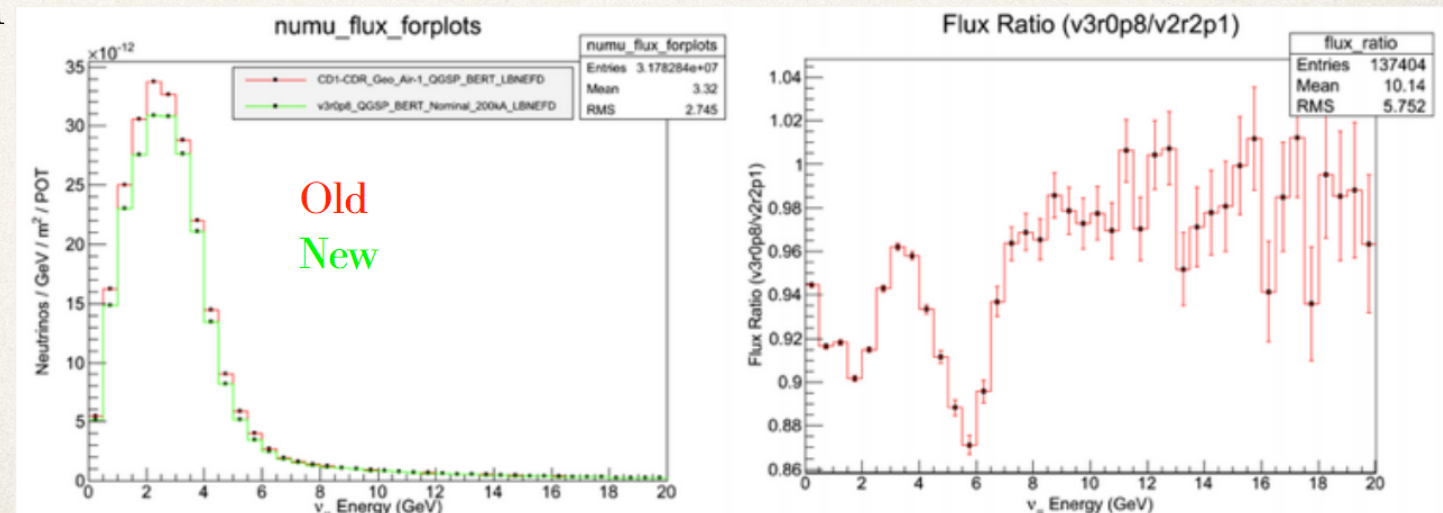 numu_flux_forplots
×10⁻¹²
numu_flux_forplots
Entries 3.178284e+07
Mean 3.32
RMS 2.745
CD1-CDR_Geo_Air-1_QGSP_BERT_LBNEFD
v3r0p8_QGSP_BERT_Nominal_200kA_LBNEFD
Old
New
Neutrinos / GeV / m² / POT
35
30
25
20
15
10
5
0
0 2 4 6 8 10 12 14 16 18 20
Energy (GeV)
Flux Ratio (v3r0p8/v2r2p1)
flux_ratio
Entries 137404
Mean 10.14
RMS 5.752
Flux Ratio (v3r0p8/v2r2p1)
1.04
1.02
1
0.98
0.96
0.94
0.92
0.9
0.88
0.86
0 2 4 6 8 10 12 14 16 18 20
Energy (GeV)